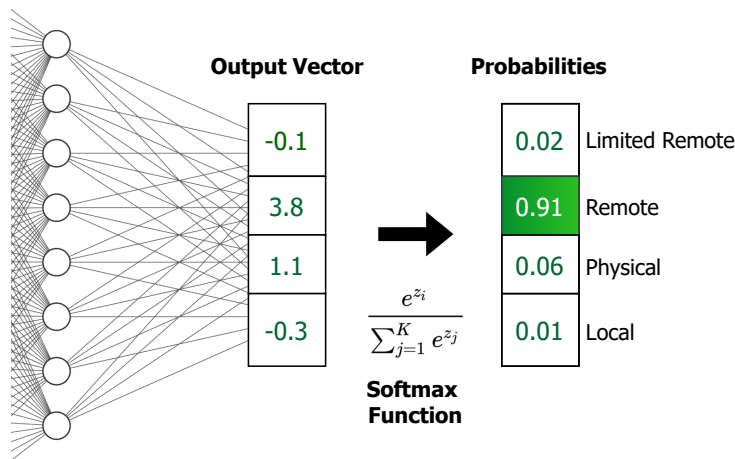 Output Vector
Probabilities
-0.1
0.02
Limited Remote
3.8
0.91
Remote
1.1
0.06
Physical
-0.3
0.01
Local
e^{z_i}
\sum_{j=1}^{K} e^{z_j}
Softmax
Function